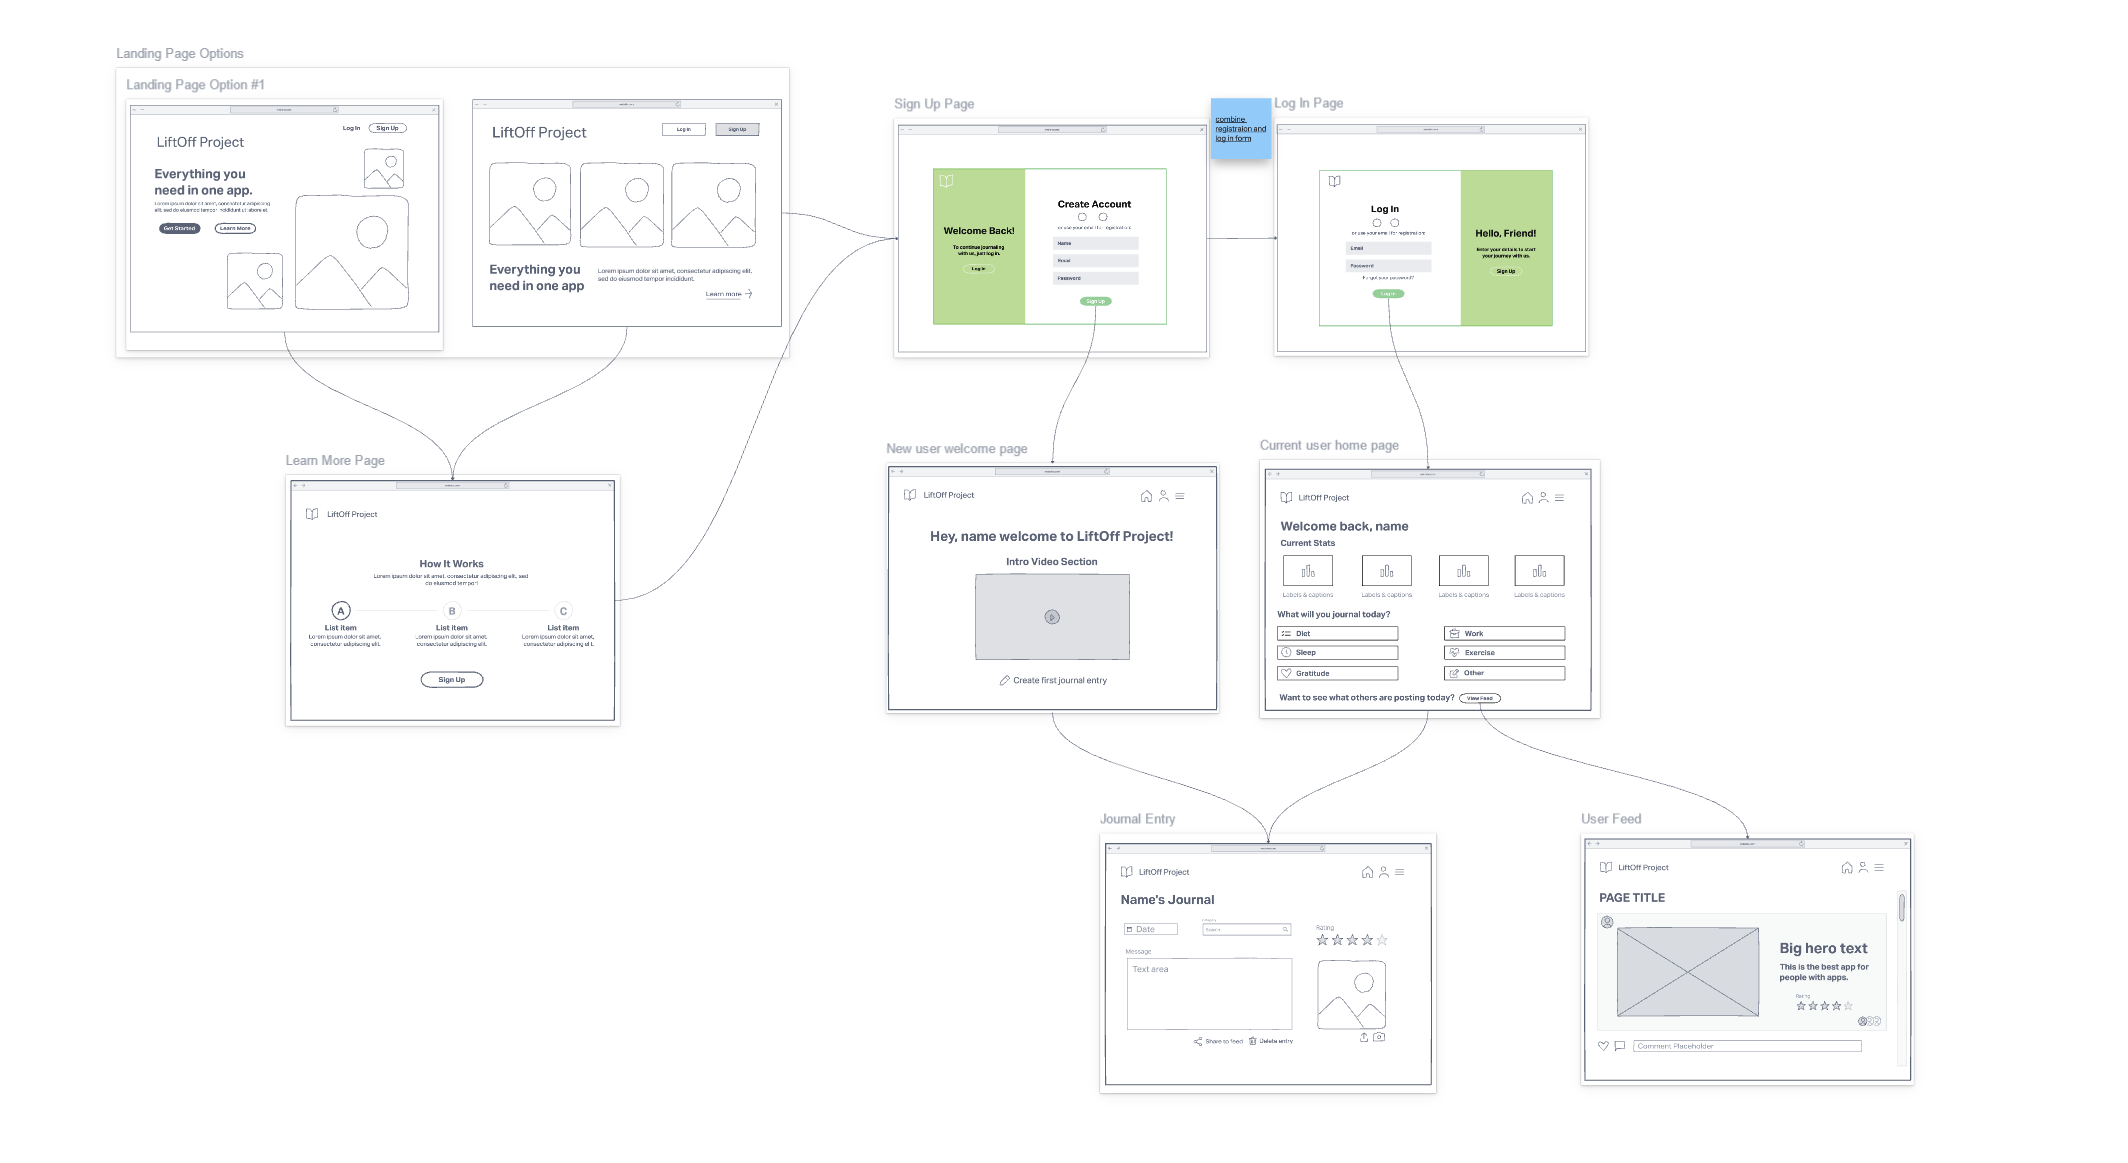 Landing Page Options
Landing Page Option #1
Log In
Sign Up
LiftOff Project
Everything you
need in one app.
Lorem ipsum dolor sit amet, consectetur adipiscing
elit, sed do eiusmod tempor incididunt ut labore et.
Get Started
Learn More
LiftOff Project
Log In
Sign Up
Everything you
need in one app
Lorem ipsum dolor sit amet, consectetur adipiscing elit,
sed do eiusmod tempor incididunt.
Learn more
Sign Up Page
Welcome Back!
To continue journaling
with us, just log in.
Log In
Create Account
or use your email for registration:
Name
Email
Password
Sign Up
combine
registraion and
log in form
Log In Page
Log In
or use your email for registration:
Email
Password
Forgot your password?
Log In
Hello, Friend!
Enter your details to start
your journey with us.
Sign Up
Learn More Page
LiftOff Project
How It Works
Lorem ipsum dolor sit amet, consectetur adipiscing elit, sed
do eiusmod tempor!
A
B
C
List item
List item
List item
Lorem ipsum dolor sit amet,
consectetur adipiscing elit.
Lorem ipsum dolor sit amet,
consectetur adipiscing elit.
Lorem ipsum dolor sit amet,
consectetur adipiscing elit.
Sign Up
New user welcome page
LiftOff Project
Hey, name welcome to LiftOff Project!
Intro Video Section
Create first journal entry
Current user home page
LiftOff Project
Welcome back, name
Current Stats
Labels & captions
Labels & captions
Labels & captions
Labels & captions
What will you journal today?
Diet
Work
Sleep
Exercise
Gratitude
Other
Want to see what others are posting today?
View Feed
Journal Entry
LiftOff Project
Name's Journal
Date
Category
Search
Rating
Message
Text area
Share to feed
Delete entry
User Feed
LiftOff Project
PAGE TITLE
Big hero text
This is the best app for
people with apps.
Rating
Comment Placeholder